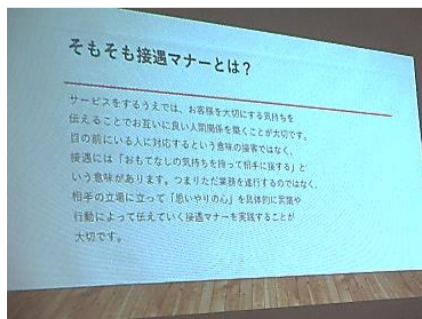 そもそも接遇マナーとは？
サービスをするうえでは、お客様を大切にする気持ちを
伝えることでお互いに良い人間関係を築くことが大切です。
目の前にいる人に対応するという意味の接客ではなく、
接遇には「おもてなしの気持ちを持って相手に接する」と
いう意味があります。つまりただ業務を遂行するのではなく、
相手の立場に立って「思いやりの心」を具体的に言葉や
行動によって伝えていく接遇マナーを実践することが
大切です。